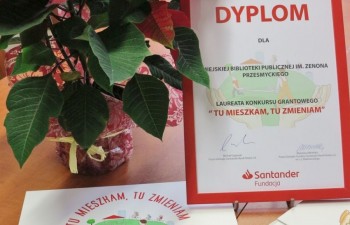 DYPLOM
DLA
MIEJSKIEJ BIBLIOTEKI PUBLICZNEJ IM. ZENONA
PRZESMYCKIEGO
LAUREATA KONKURSU GRANTOWEGO
"TU MIESZKAM, TU ZMIENIAM"
Santander
Fundacja
TU MIESZKAM, TU ZMIENIAM